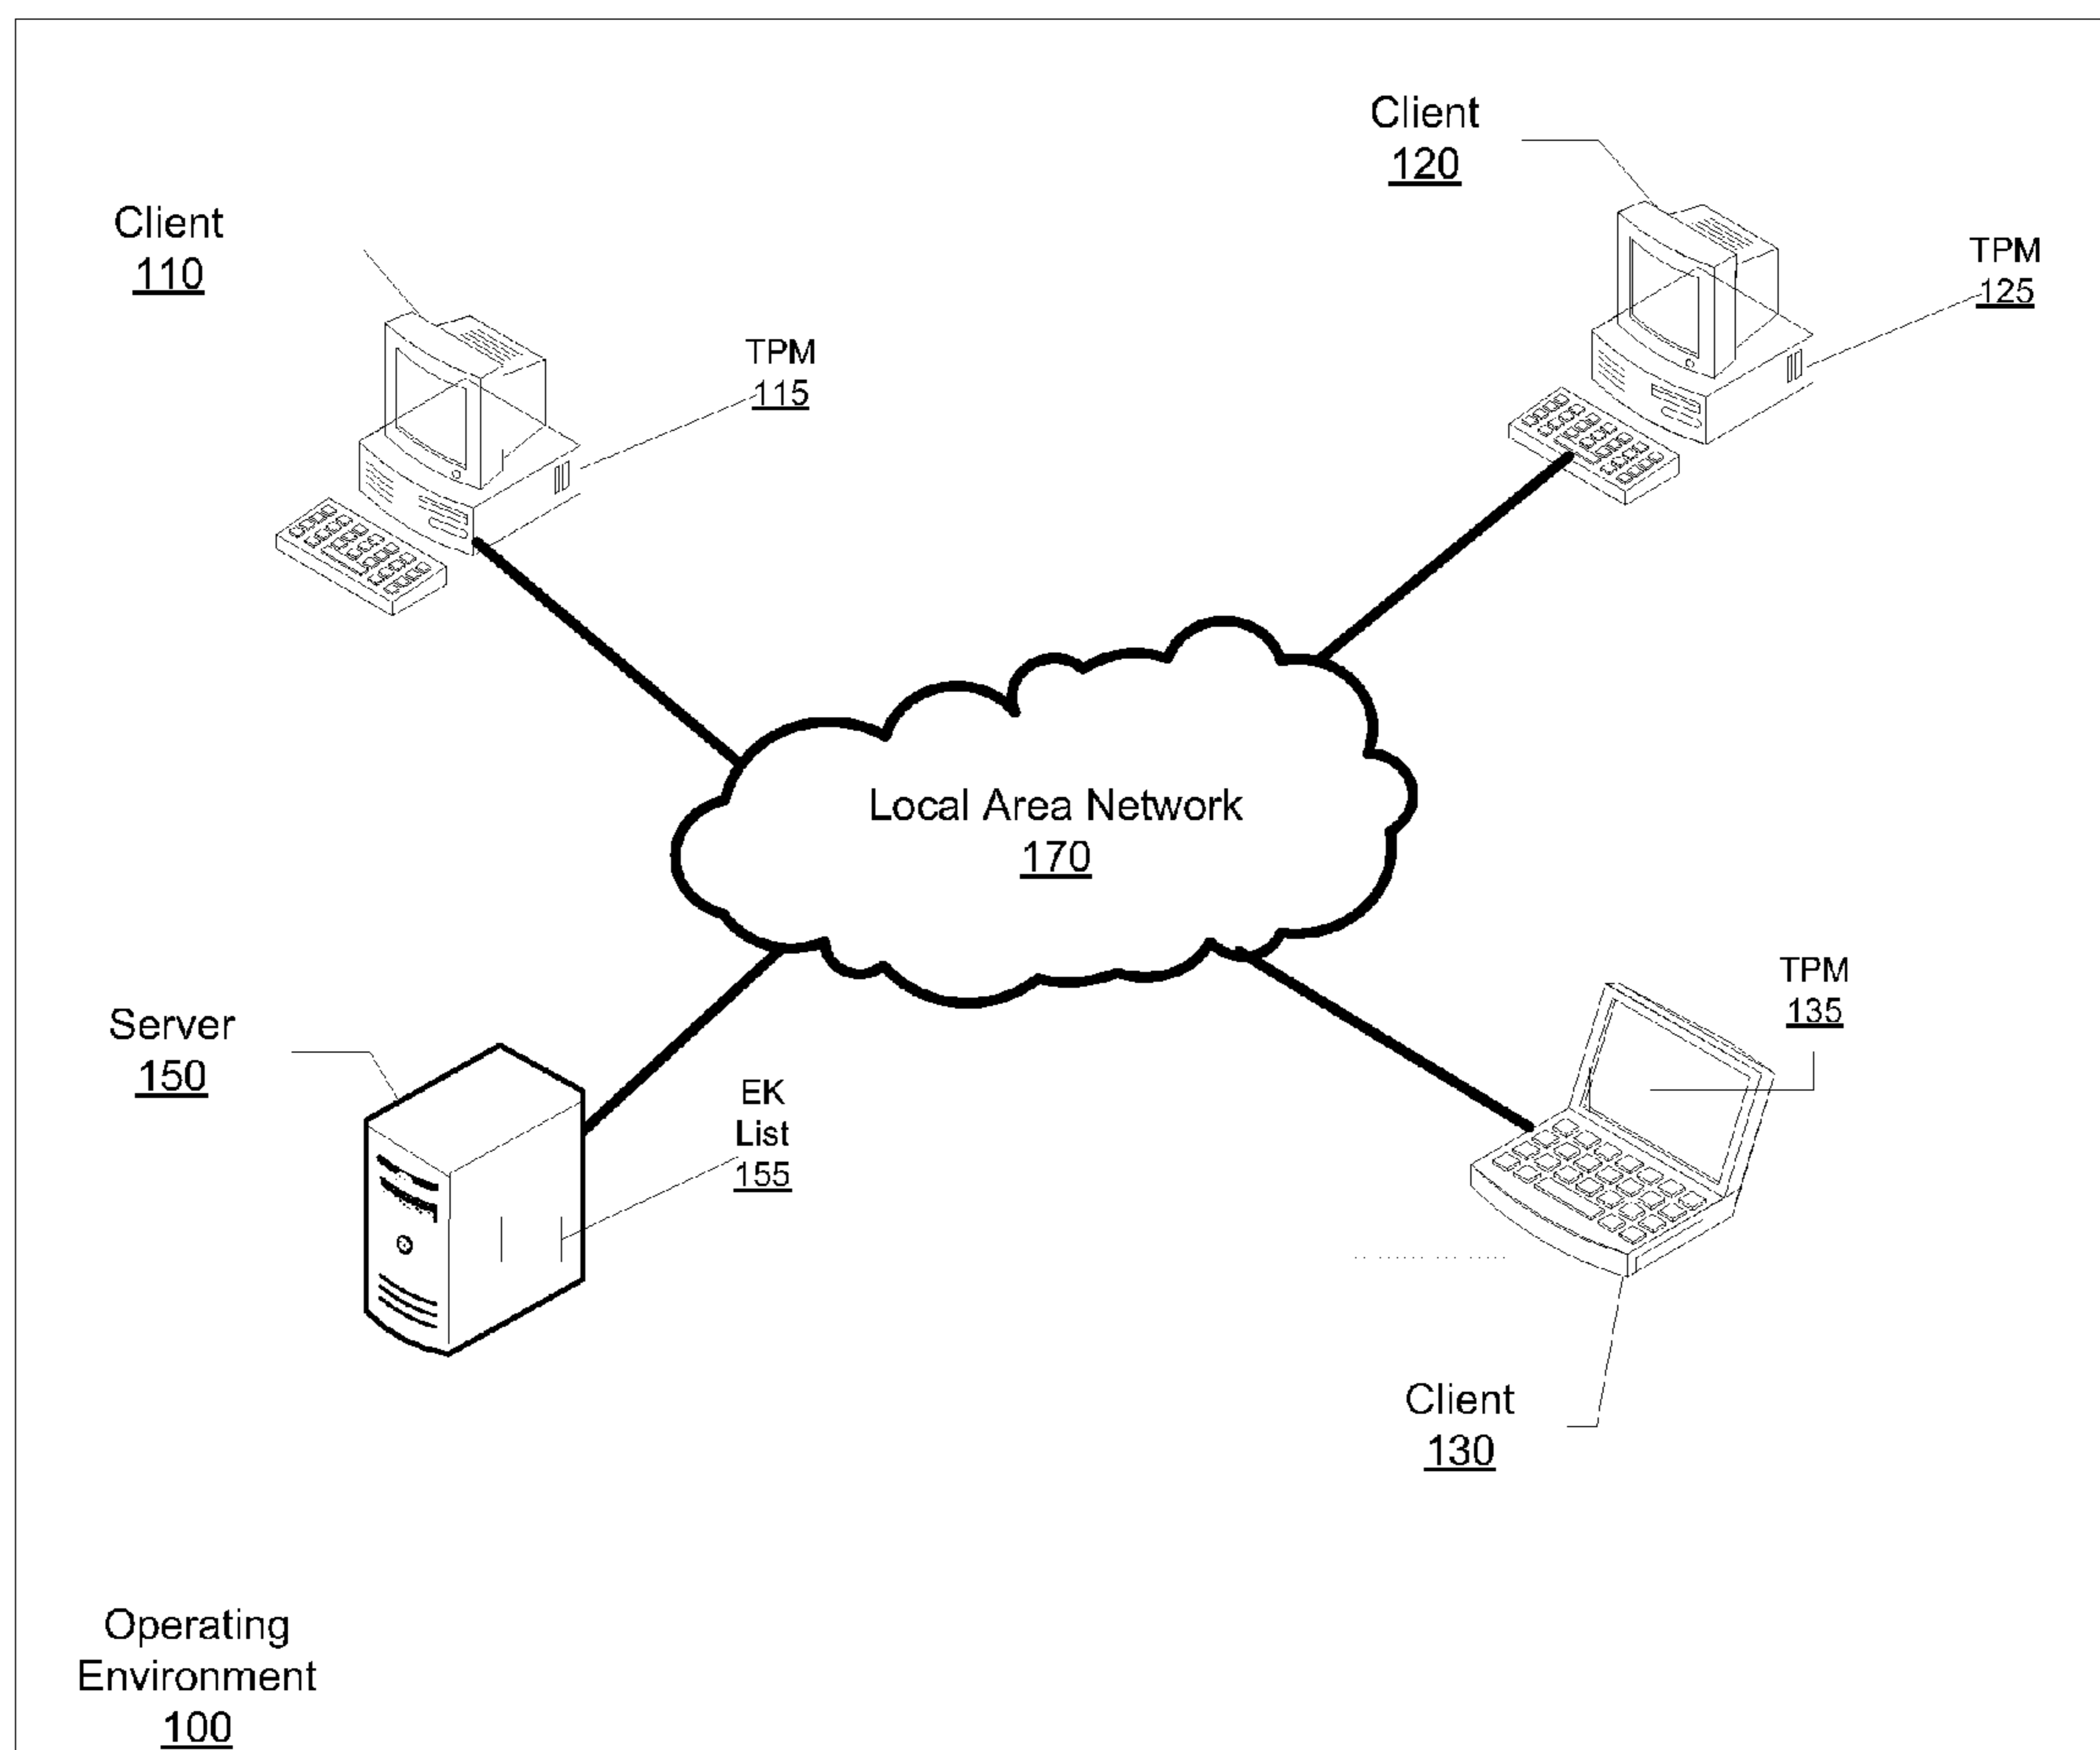 Client
120
Client
110
TPM
125
TPM
115
Local Area Network
170
TPM
135
Server
150
EK
List
155
Client
130
Operating
Environment
100